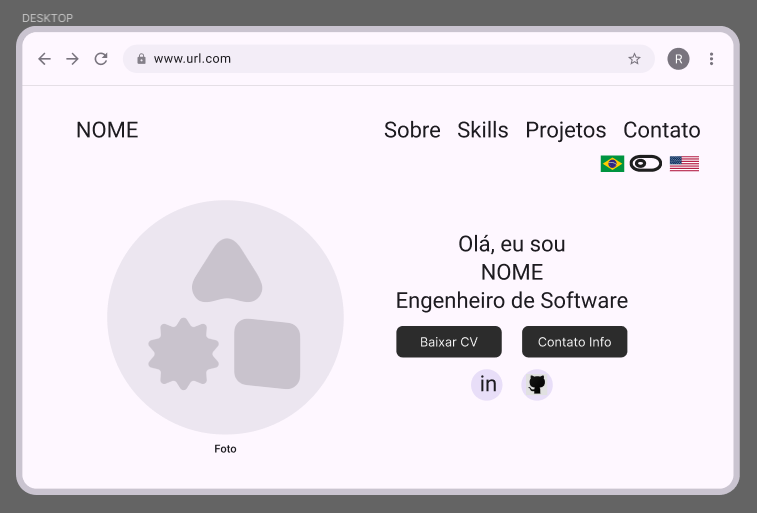 DESKTOP
www.url.com
R
NOME
Sobre Skills Projetos Contato
Olá, eu sou
NOME
Engenheiro de Software
Baixar CV
Contato Info
in
Foto